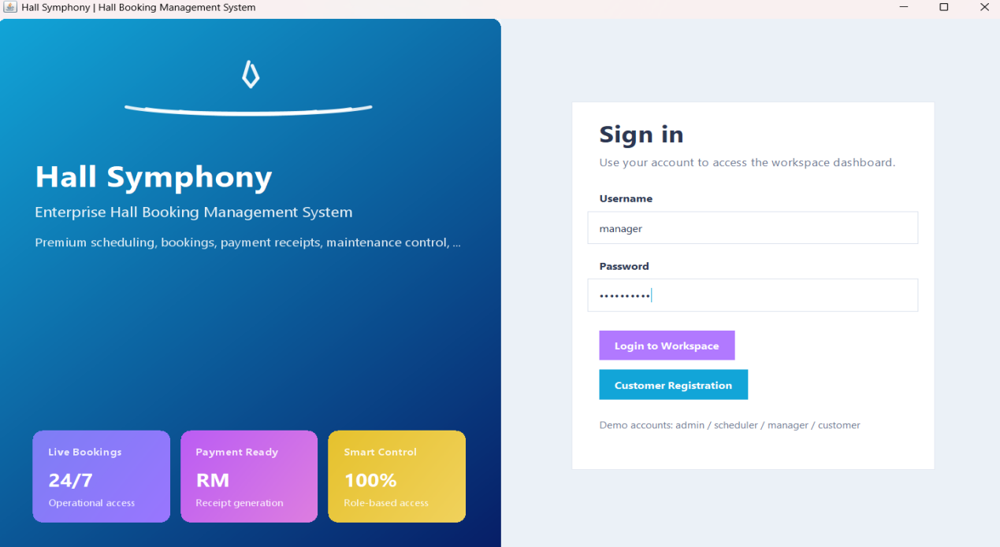 Hall Symphony | Hall Booking Management System
Hall Symphony
Enterprise Hall Booking Management System
Premium scheduling, bookings, payment receipts, maintenance control, ...
Live Bookings
24/7
Operational access
Payment Ready
RM
Receipt generation
Smart Control
100%
Role-based access
Sign in
Use your account to access the workspace dashboard.
Username
manager
Password
••••••••••
Login to Workspace
Customer Registration
Demo accounts: admin / scheduler / manager / customer